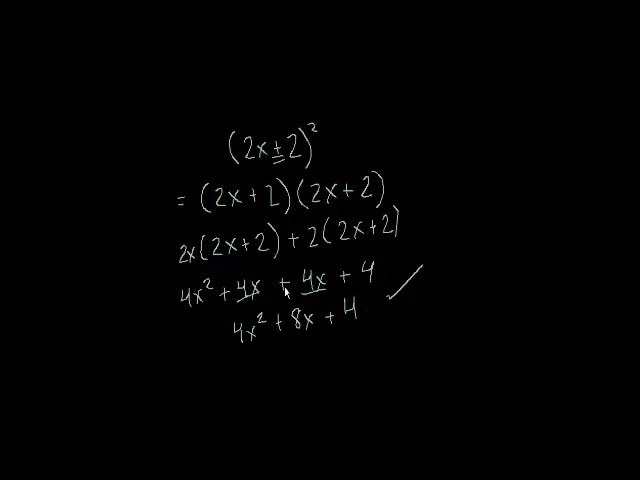 (2x+2)²
= (2x+2)(2x+2)
2x(2x+2)+2(2x+2)
4x²+4x+4x+4
4x²+8x+4